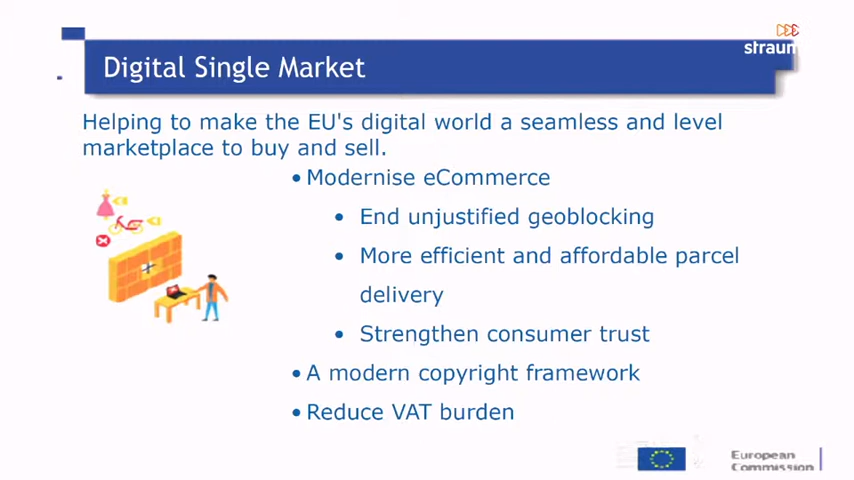 straum
Digital Single Market
Helping to make the EU's digital world a seamless and level
marketplace to buy and sell.
• Modernise eCommerce
• End unjustified geoblocking
• More efficient and affordable parcel
delivery
• Strengthen consumer trust
• A modern copyright framework
• Reduce VAT burden
European
Commission